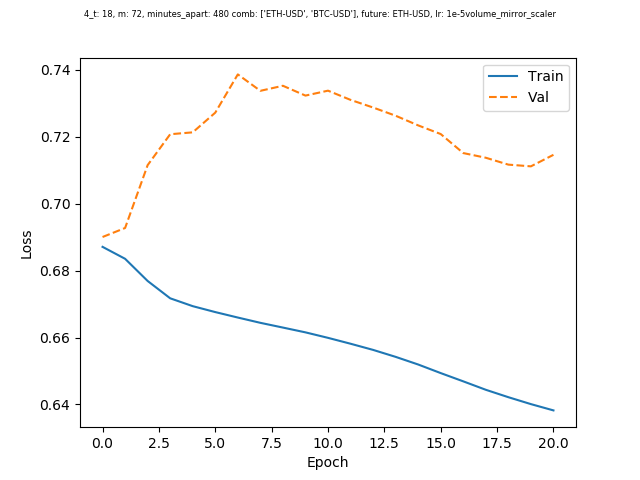 4_t: 18, m: 72, minutes_apart: 480 comb: ['ETH-USD', 'BTC-USD'], future: ETH-USD, lr: 1e-5volume_mirror_scaler
Train
Val
0.74
0.72
0.70
0.68
0.66
0.64
Loss
0.0 2.5 5.0 7.5 10.0 12.5 15.0 17.5 20.0
Epoch